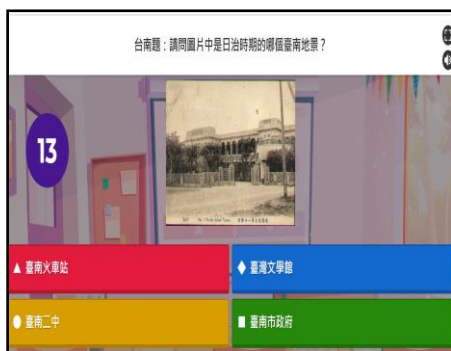 台南題：請問圖片中是日治時期的哪個臺南地景？
13
▲ 臺南火車站
◆ 臺灣文學館
● 臺南二中
■ 臺南市政府